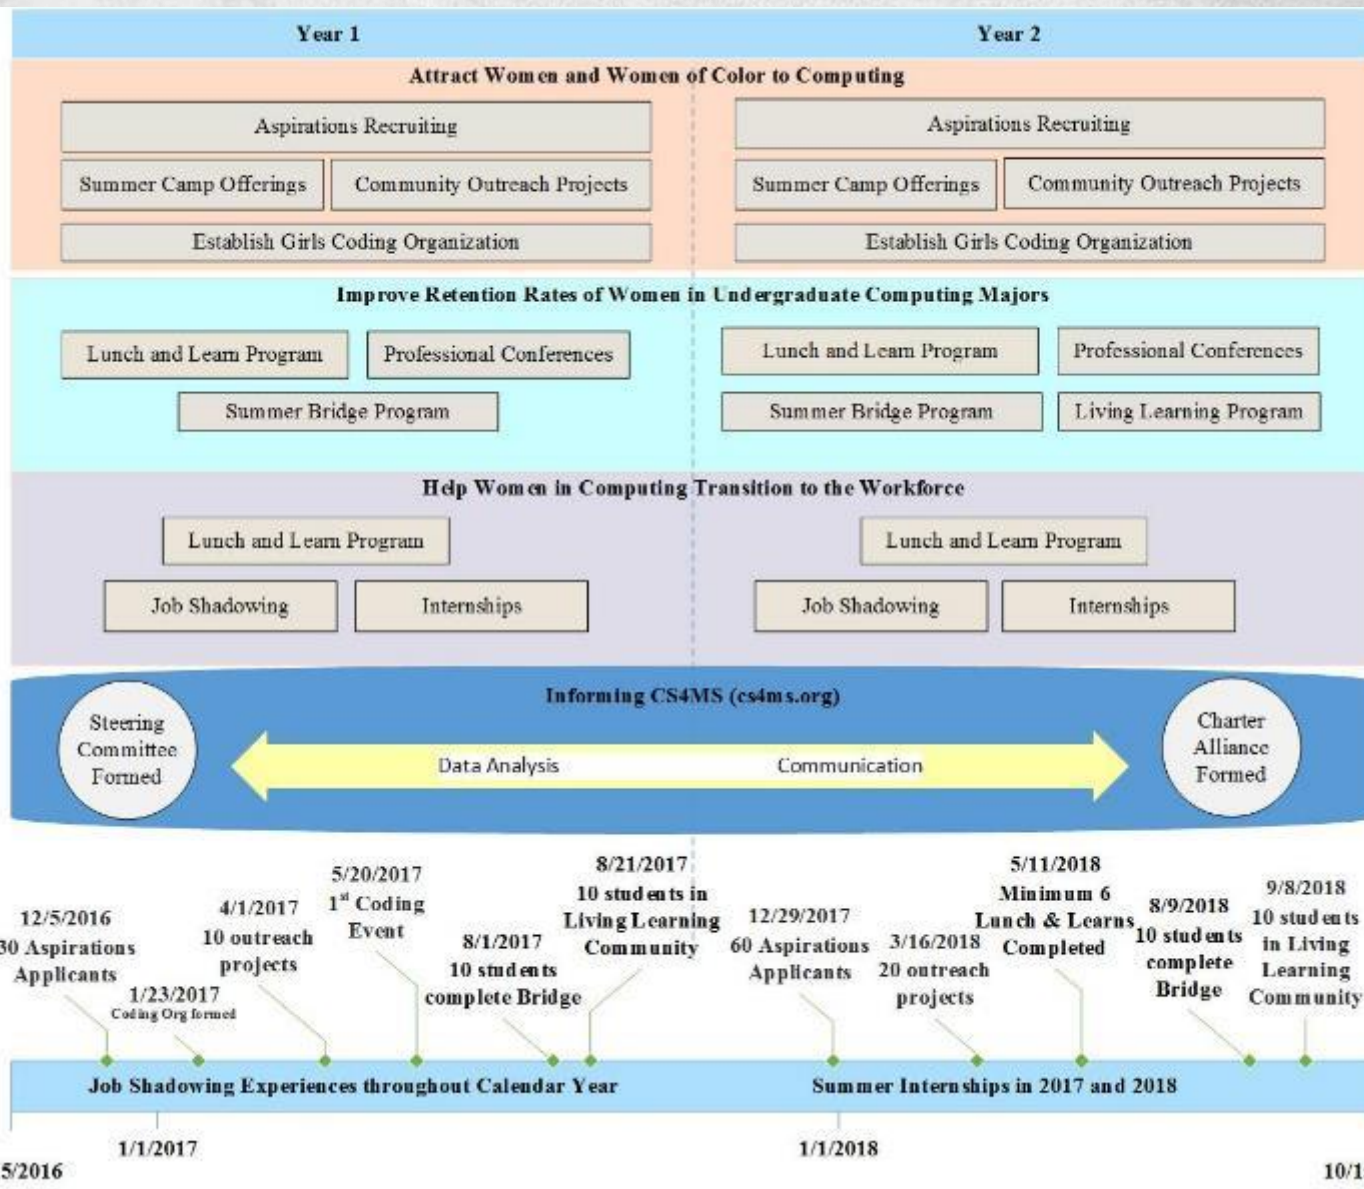 Year 1
Year 2
Attract Women and Women of Color to Computing
Aspirations Recruiting
Summer Camp Offerings
Community Outreach Projects
Establish Girls Coding Organization
Aspirations Recruiting
Summer Camp Offerings
Community Outreach Projects
Establish Girls Coding Organization
Improve Retention Rates of Women in Undergraduate Computing Majors
Lunch and Learn Program
Professional Conferences
Summer Bridge Program
Lunch and Learn Program
Professional Conferences
Summer Bridge Program
Living Learning Program
Help Women in Computing Transition to the Workforce
Lunch and Learn Program
Job Shadowing
Internships
Lunch and Learn Program
Job Shadowing
Internships
Informing CS4MS (cs4ms.org)
Steering
Committee
Formed
Data Analysis
Communication
Charter
Alliance
Formed
12/5/2016
30 Aspirations
Applicants
1/23/2017
Coding Org formed
4/1/2017
10 outreach
projects
5/20/2017
1st Coding
Event
8/1/2017
10 students
complete Bridge
8/21/2017
10 students in
Living Learning
Community
12/29/2017
60 Aspirations
Applicants
3/16/2018
20 outreach
projects
5/11/2018
Minimum 6
Lunch & Learns
Completed
8/9/2018
10 students
complete
Bridge
9/8/2018
10 students
in Living
Learning
Community
Job Shadowing Experiences throughout Calendar Year
Summer Internships in 2017 and 2018
1/1/2017
1/1/2018
5/2016
10/1